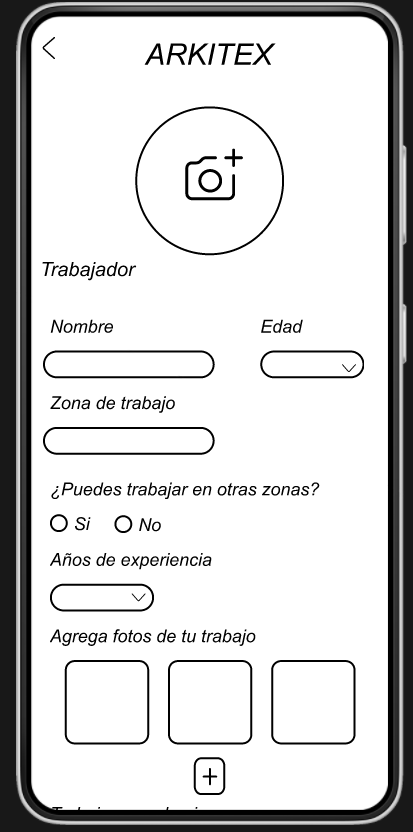 ARKITEX
Trabajador
Nombre Edad
Zona de trabajo
¿Puedes trabajar en otras zonas?
Si No
Años de experiencia
Agrega fotos de tu trabajo